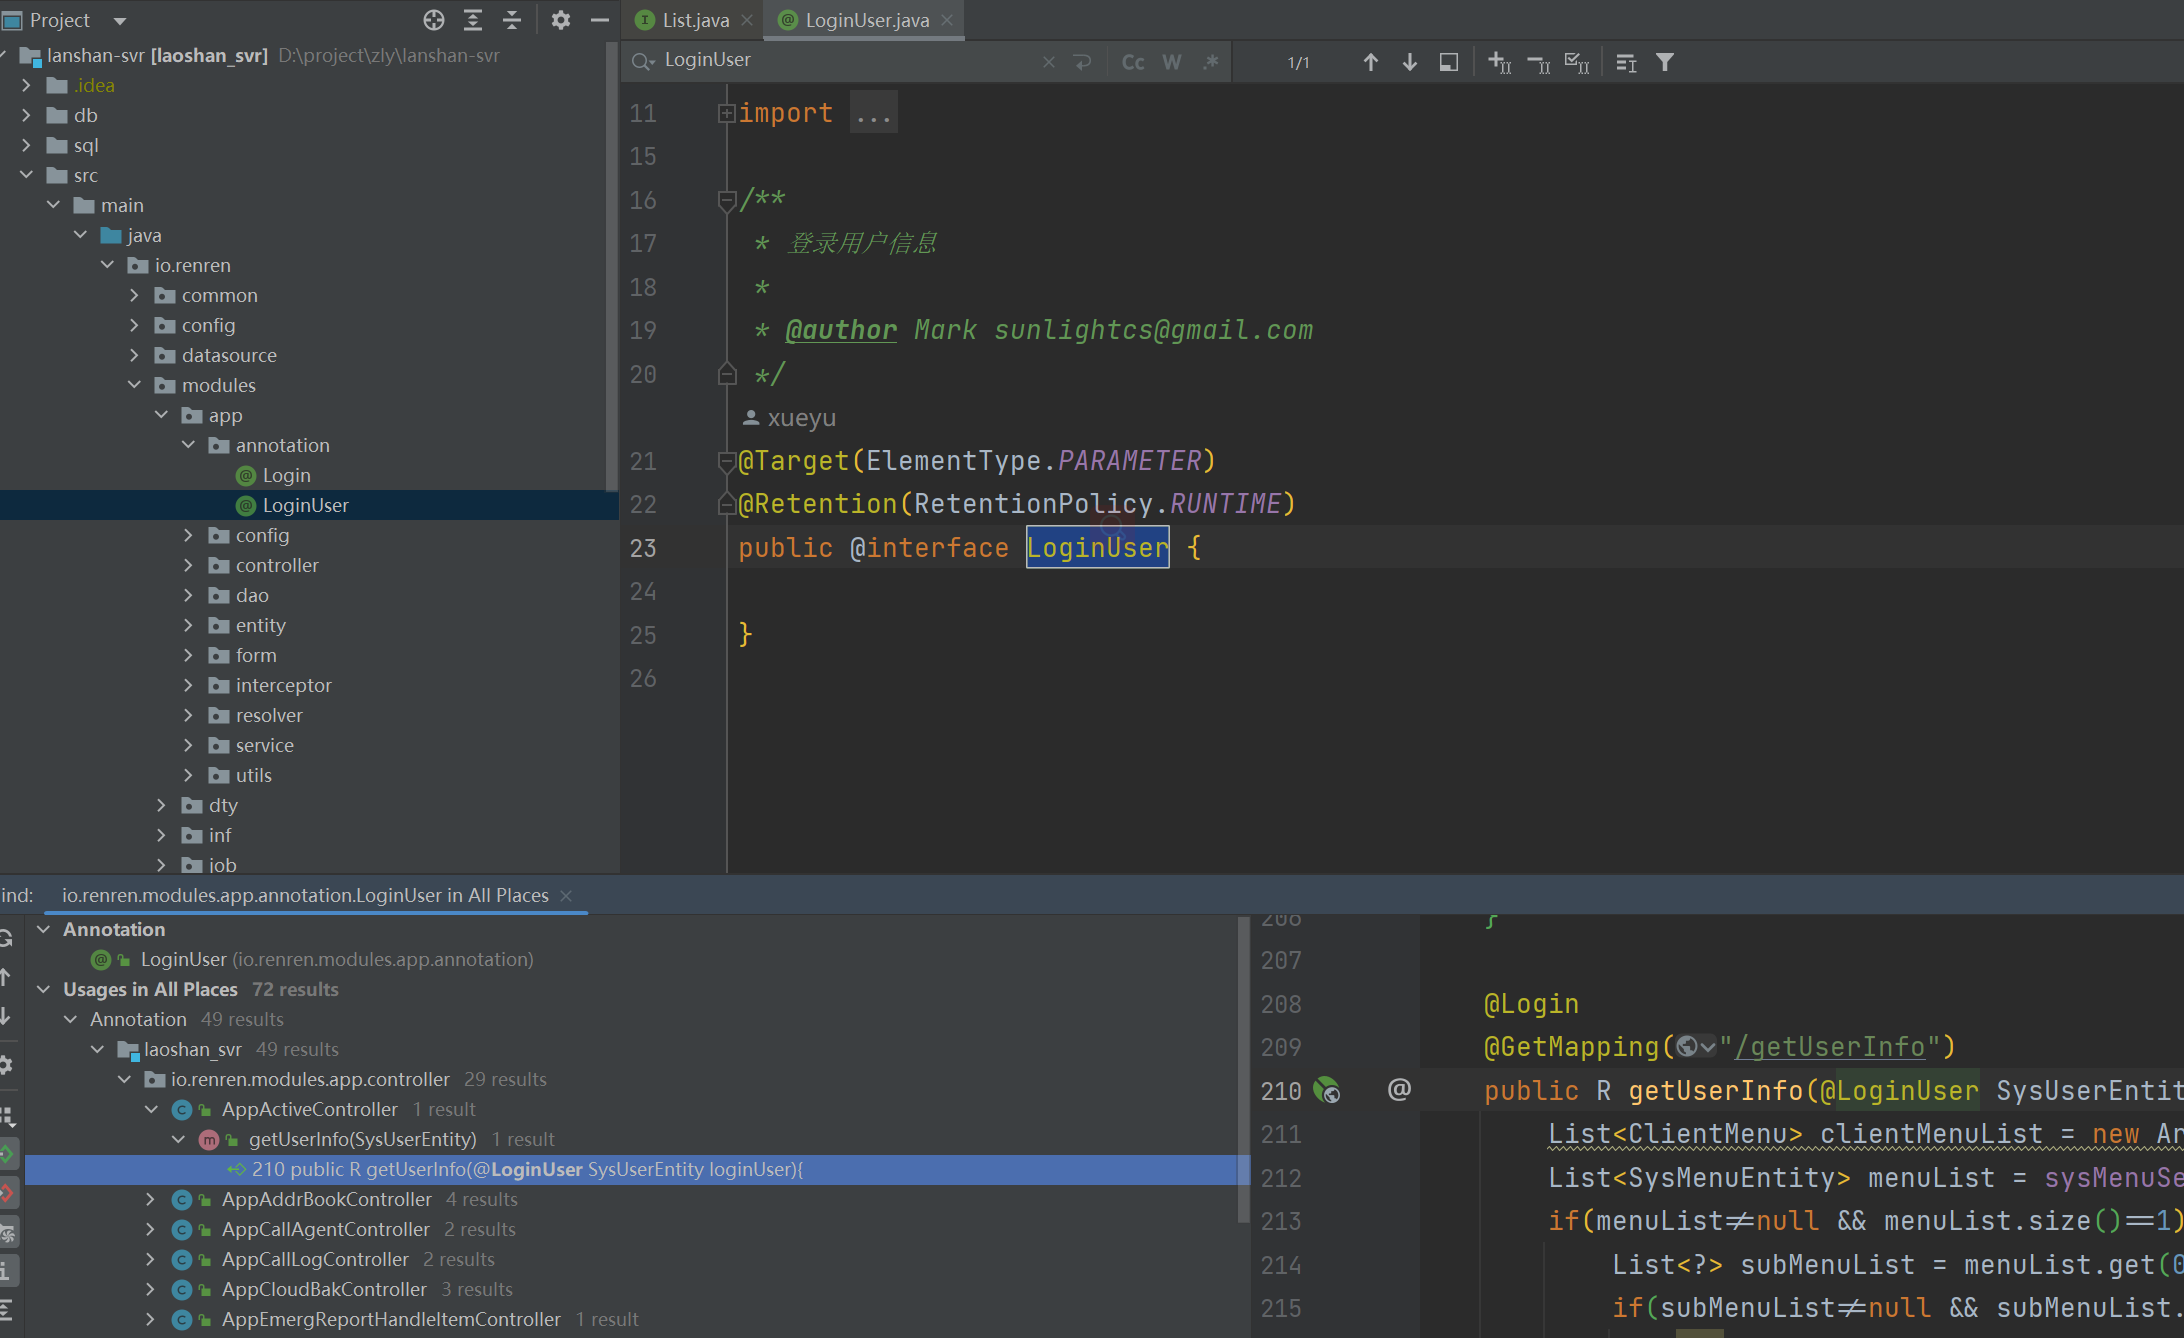 Project
List.java
LoginUser.java
lanshan-svr [laoshan_svr] D:\project\zly\lanshan-svr
.idea
db
sql
src
main
java
io.renren
common
config
datasource
modules
app
annotation
Login
LoginUser
config
controller
dao
entity
form
interceptor
resolver
service
utils
dty
inf
job
LoginUser
Cc W .*
1/1
11 import ...
15
16 /**
17 * 登录用户信息
18 *
19 * @author Mark sunlightcs@gmail.com
20 */
xueyu
21 @Target(ElementType.PARAMETER)
22 @Retention(RetentionPolicy.RUNTIME)
23 public @interface LoginUser {
24
25 }
26
ind: io.renren.modules.app.annotation.LoginUser in All Places
Annotation
LoginUser (io.renren.modules.app.annotation)
Usages in All Places 72 results
Annotation 49 results
laoshan_svr 49 results
io.renren.modules.app.controller 29 results
AppActiveController 1 result
getUserInfo(SysUserEntity) 1 result
210 public R getUserInfo(@LoginUser SysUserEntity loginUser){
AppAddrBookController 4 results
AppCallAgentController 2 results
AppCallLogController 2 results
AppCloudBakController 3 results
AppEmergReportHandleItemController 1 result
206 }
207
208 @Login
209 @GetMapping("/getUserInfo")
210 @ public R getUserInfo(@LoginUser SysUserEntit
211 List<ClientMenu> clientMenuList = new Ar
212 List<SysMenuEntity> menuList = sysMenuSe
213 if(menuList!=null && menuList.size()==1)
214 List<?> subMenuList = menuList.get(0
215 if(subMenuList!=null && subMenuList.